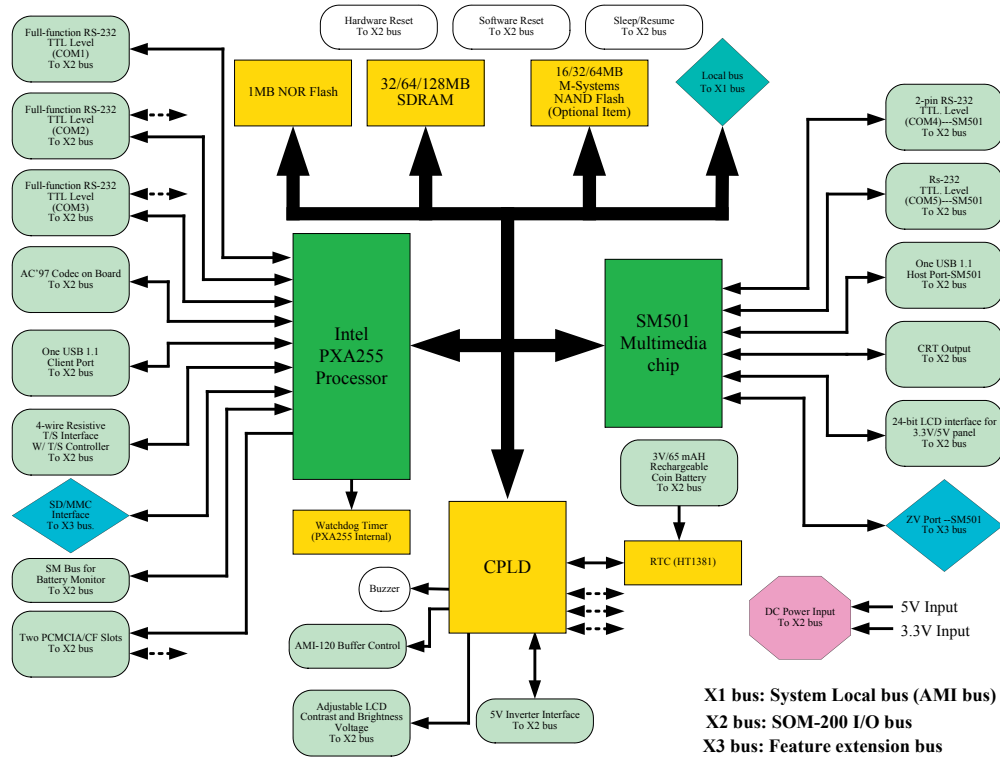 Hardware Reset
To X2 bus
Software Reset
To X2 bus
Sleep/Resume
To X2 bus
Full-function RS-232
TTL Level
(COM1)
To X2 bus
Full-function RS-232
TTL Level
(COM2)
To X2 bus
Full-function RS-232
TTL Level
(COM3)
To X2 bus
AC'97 Codec on Board
To X2 bus
One USB 1.1
Client Port
To X2 bus
4-wire Resistive
T/S Interface
W/ T/S Controller
To X2 bus
SD/MMC
Interface
To X3 bus.
SM Bus for
Battery Monitor
To X2 bus
Two PCMCIA/CF Slots
To X2 bus
1MB NOR Flash
32/64/128MB
SDRAM
16/32/64MB
M-Systems
NAND Flash
(Optional Item)
Local bus
To X1 bus
Intel
PXA255
Processor
SM501
Multimedia
chip
Watchdog Timer
(PXA255 Internal)
3V/65 mAH
Rechargeable
Coin Battery
To X2 bus
CPLD
RTC (HT1381)
Buzzer
AMI-120 Buffer Control
Adjustable LCD
Contrast and Brightness
Voltage
To X2 bus
5V Inverter Interface
To X2 bus
2-pin RS-232
TTL. Level
(COM4)---SM501
To X2 bus
Rs-232
TTL. Level
(COM5)---SM501
To X2 bus
One USB 1.1
Host Port-SM501
To X2 bus
CRT Output
To X2 bus
24-bit LCD interface for
3.3V/5V panel
To X2 bus
ZV Port --SM501
To X3 bus
DC Power Input
To X2 bus
5V Input
3.3V Input
X1 bus: System Local bus (AMI bus)
X2 bus: SOM-200 I/O bus
X3 bus: Feature extension bus